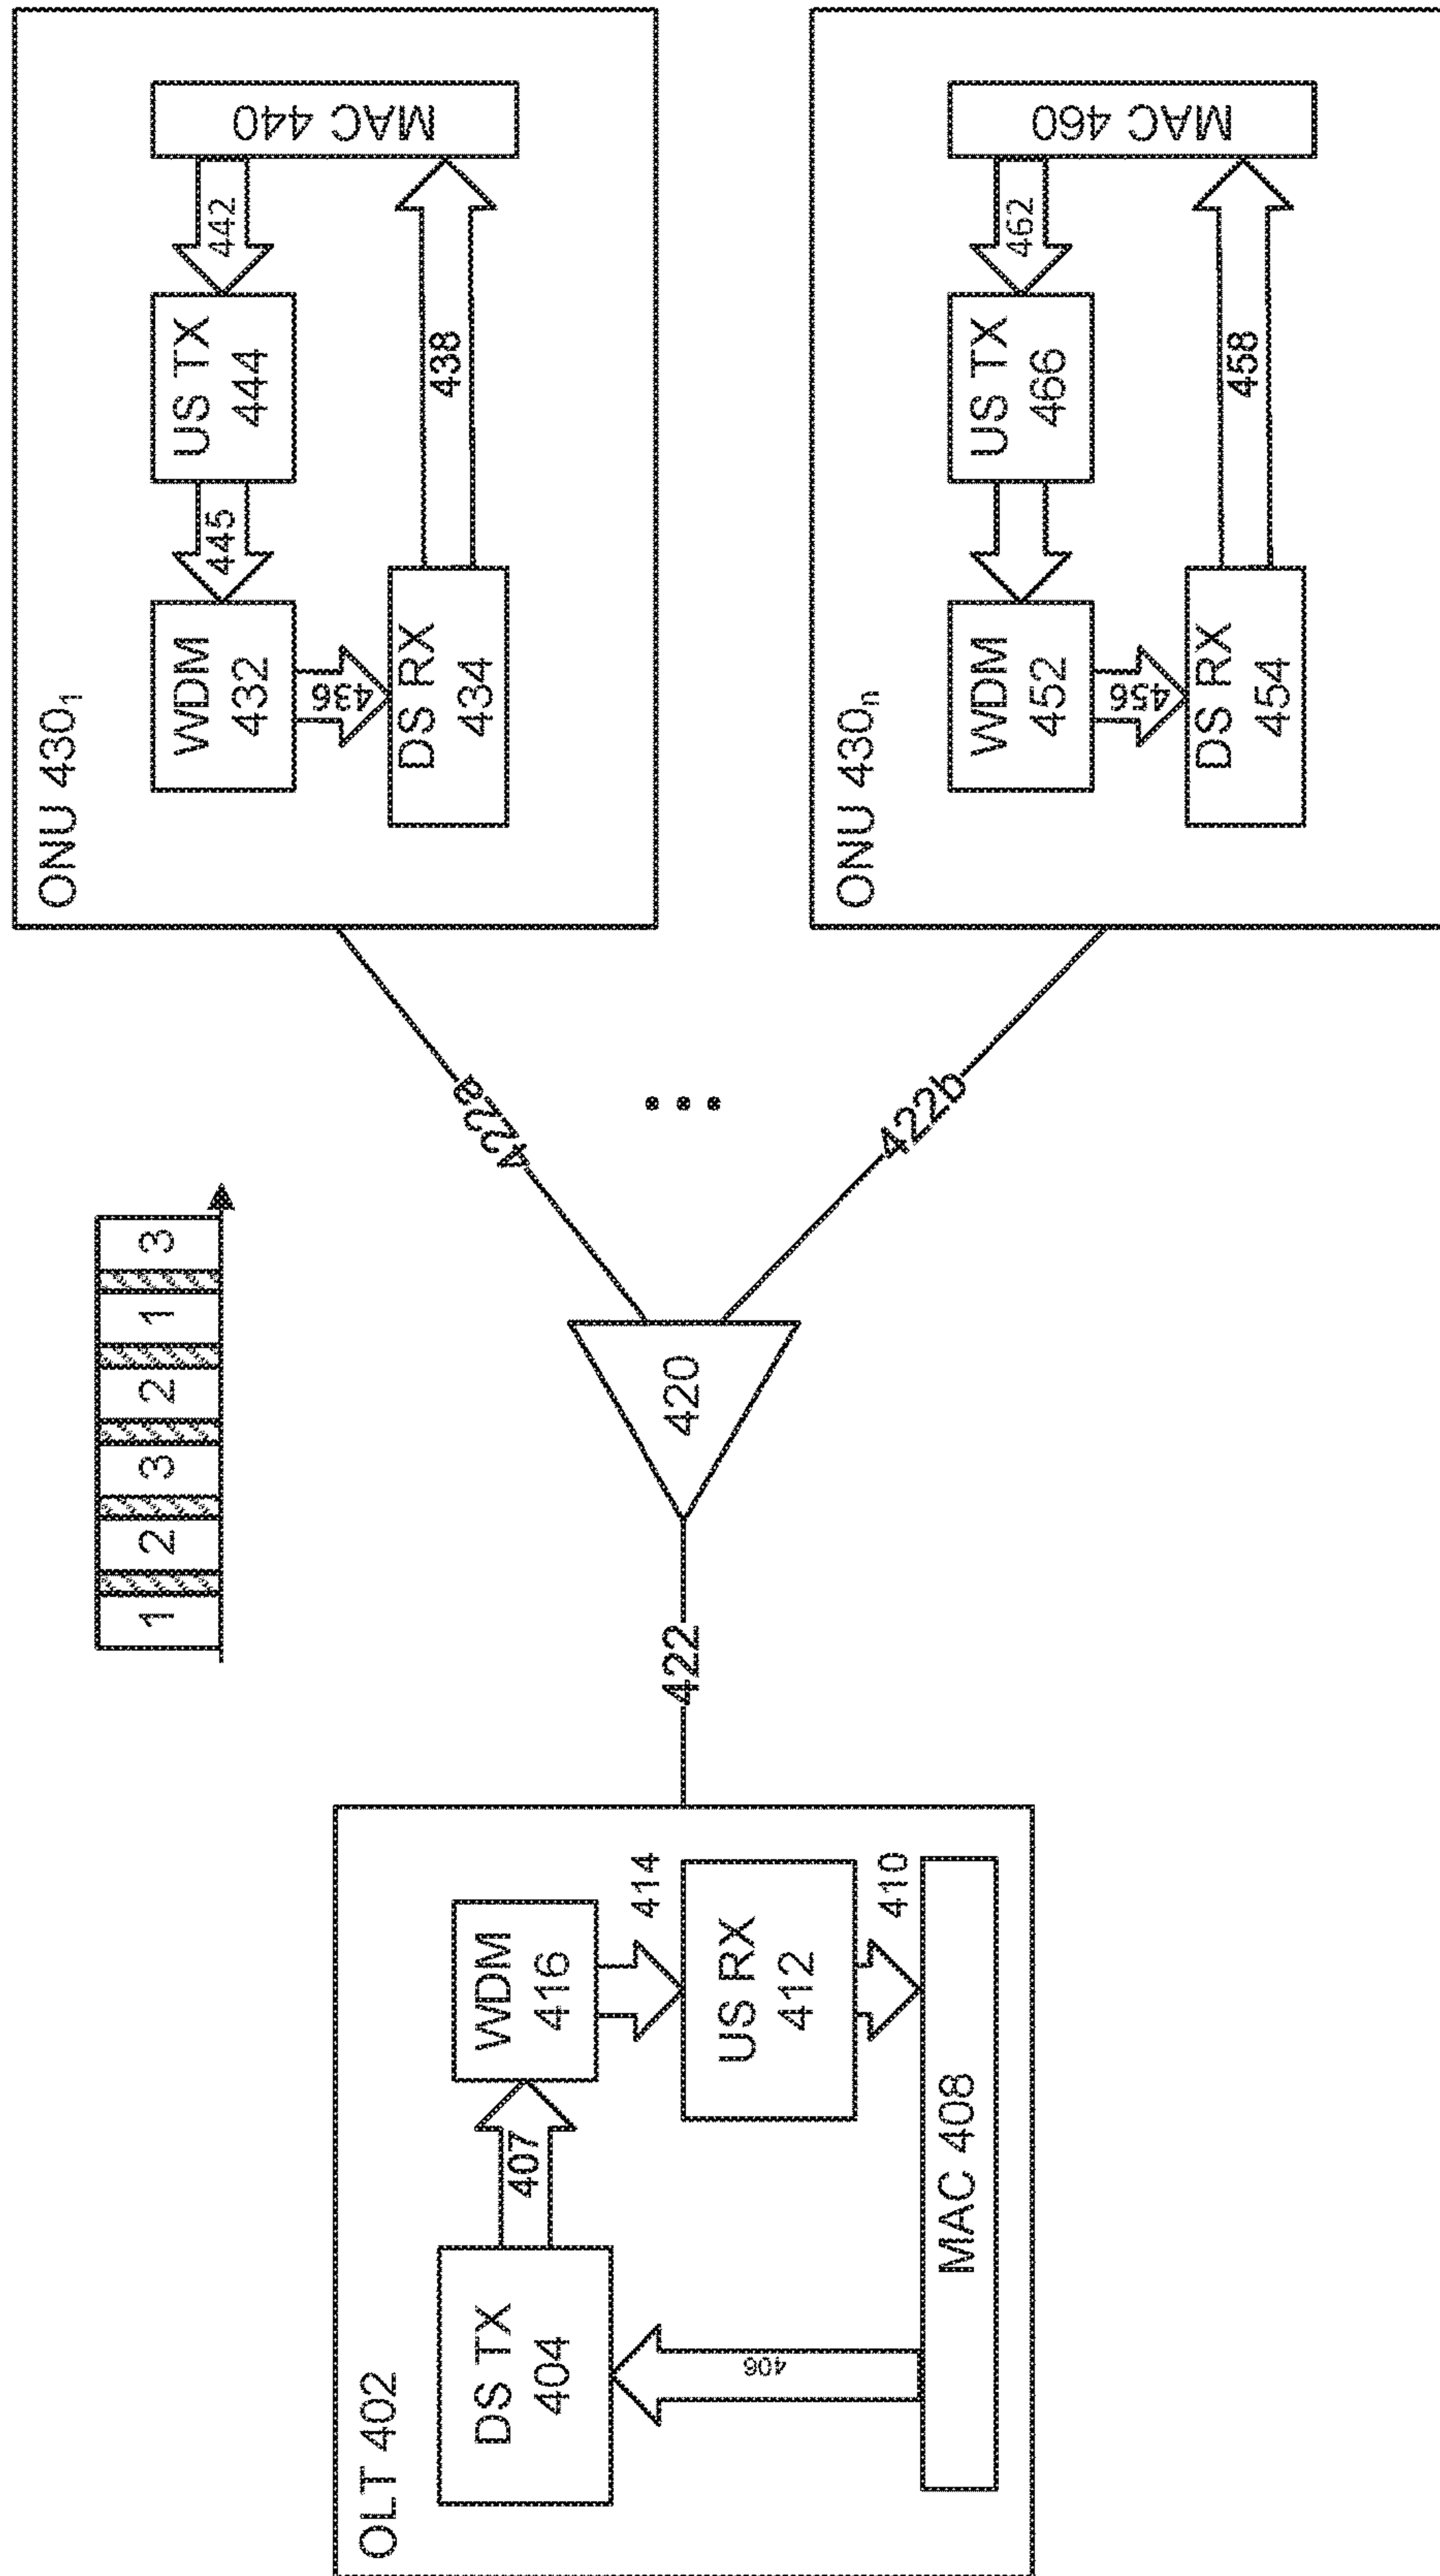 OLT 402
DS TX
404
407
WDM
416
414
US RX
412
410
406
MAC 408
422
420
1 2 3 2 1 3
422a
422b
...
ONU 430₁
WDM
432
445
US TX
444
442
MAC 440
436
DS RX
434
438
ONU 430ₙ
WDM
452
US TX
466
462
MAC 460
456
DS RX
454
458